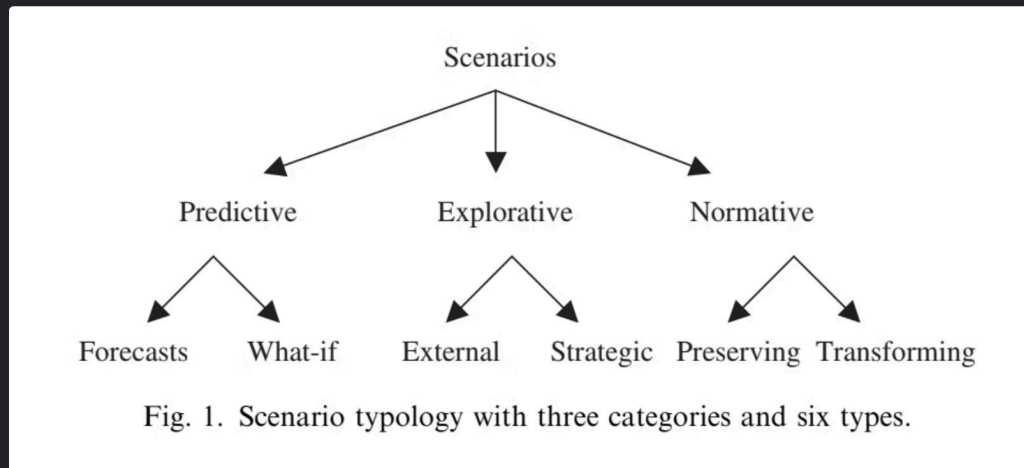 Scenarios
Predictive Explorative Normative
Forecasts What-if External Strategic Preserving Transforming
Fig. 1. Scenario typology with three categories and six types.